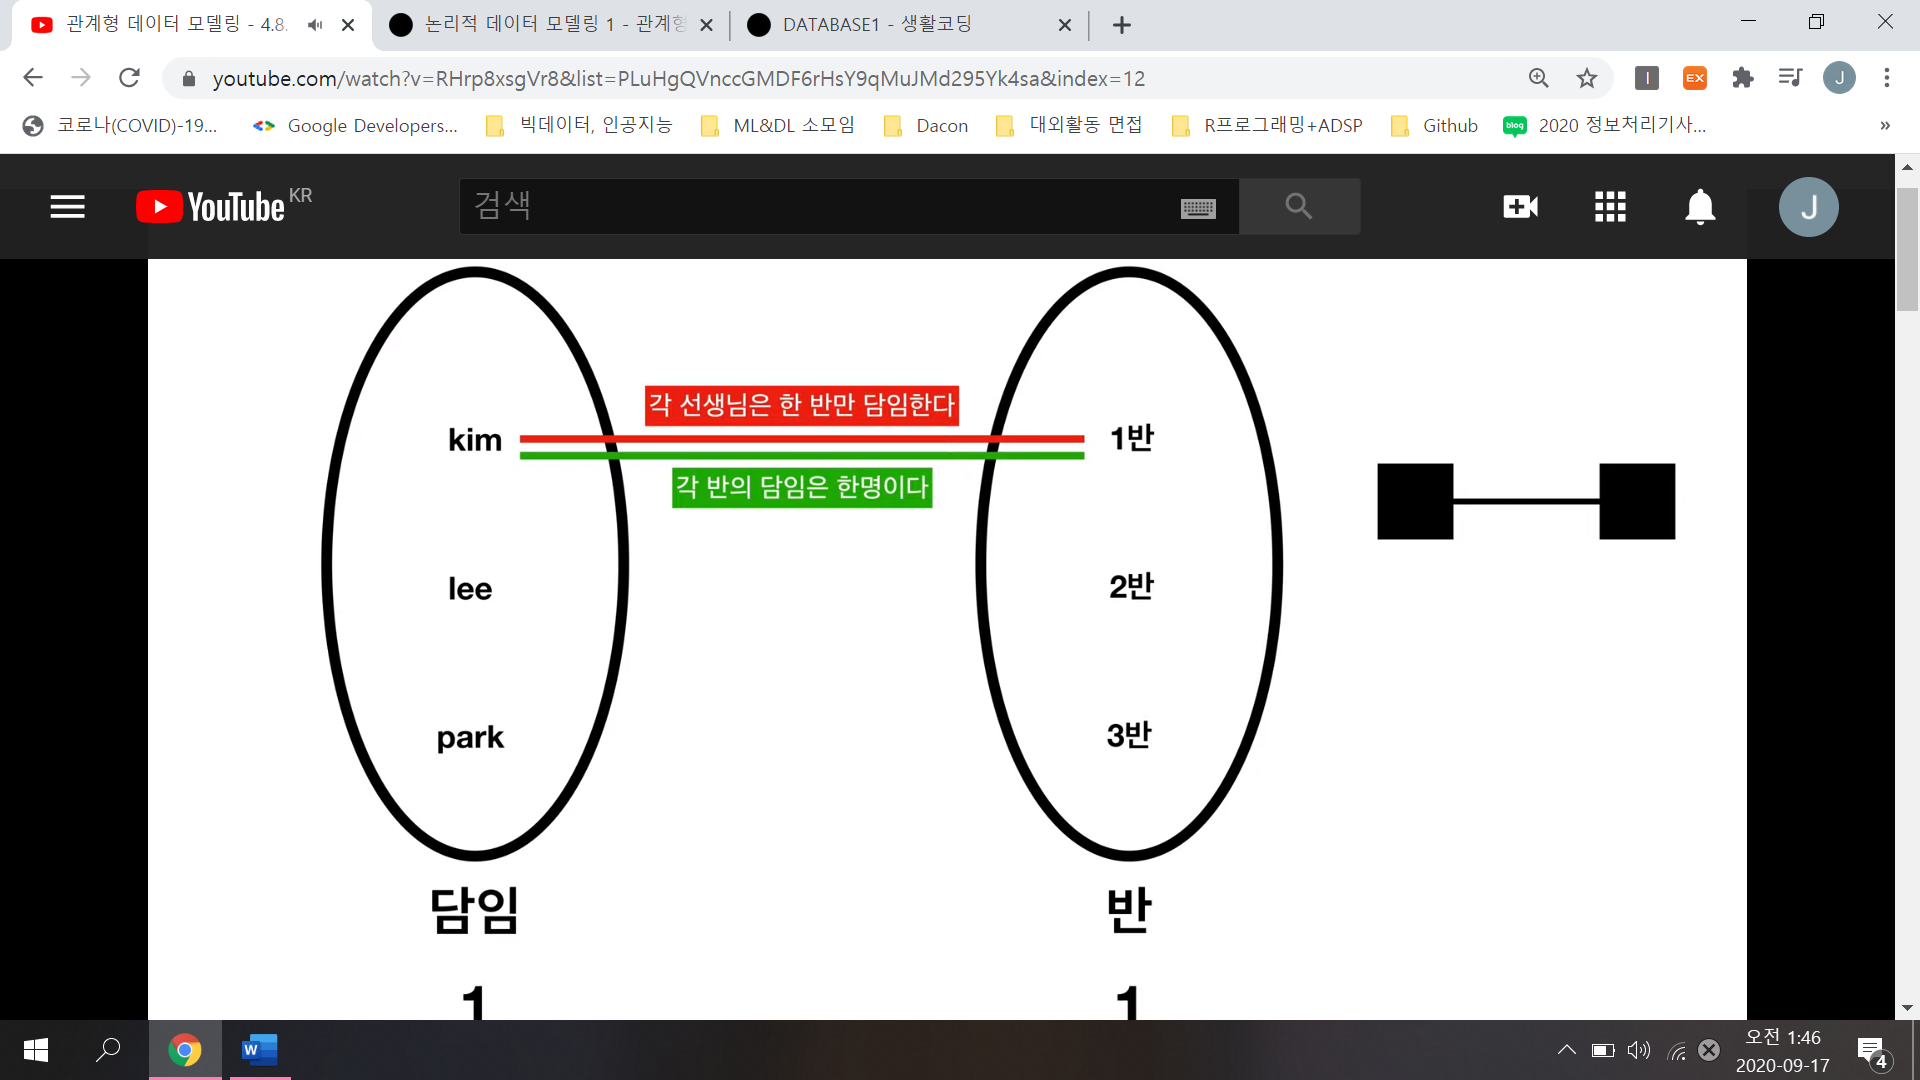 관계형 데이터 모델링 - 4.8.
논리적 데이터 모델링 1 - 관계형
DATABASE1 - 생활코딩
youtube.com/watch?v=RHrp8xsgVr8&list=PLuHgQVnccGMDF6rHsY9qMuJMd295Yk4sa&index=12
EX
J
코로나(COVID)-19...
Google Developers...
빅데이터, 인공지능
ML&DL 소모임
Dacon
대외활동 면접
R프로그래밍+ADSP
Github
blog
2020 정보처리기사...
»
YouTube KR
검색
J
각 선생님은 한 반만 담임한다
kim
1반
각 반의 담임은 한명이다
lee
2반
park
3반
담임
반
1
1
W
오전 1:46
2020-09-17
4